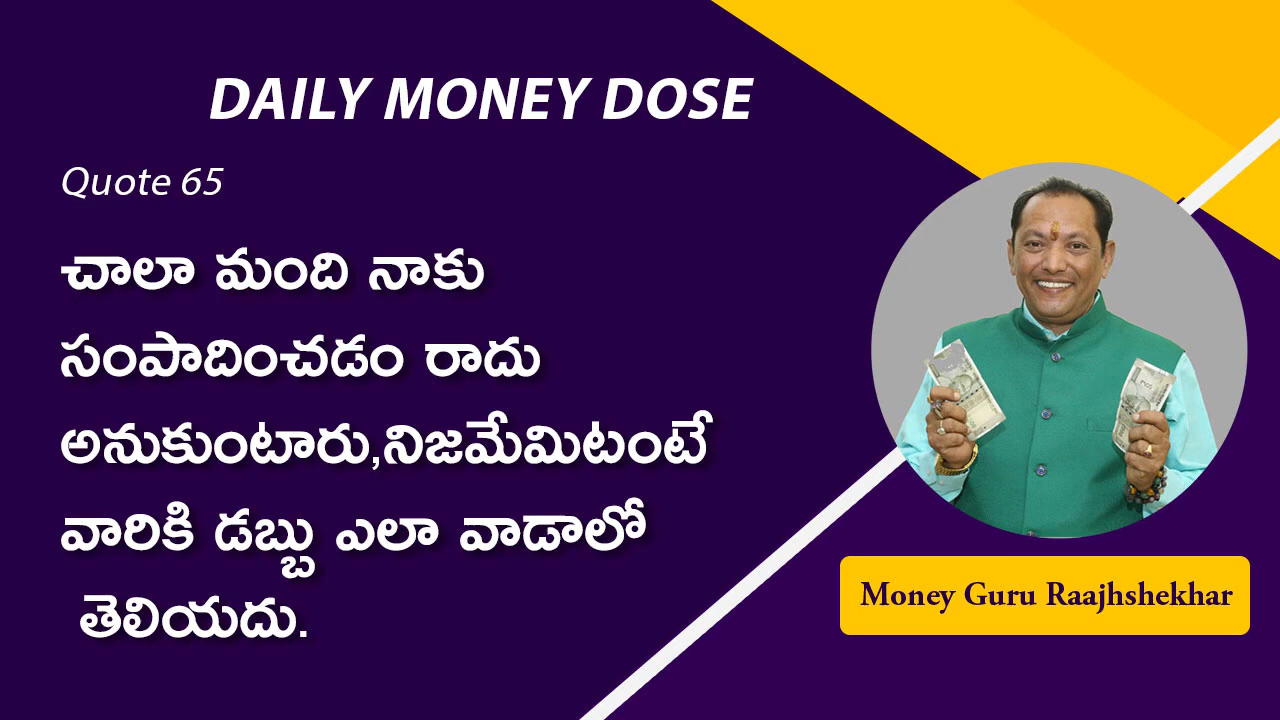 DAILY MONEY DOSE
Quote 65
చాలా మంది నాకు
సంపాదించడం రాదు
అనుకుంటారు,నిజమేమిటంటే
వారికి డబ్బు ఎలా వాడాలో
తెలియదు.
Money Guru Raajhshekhar